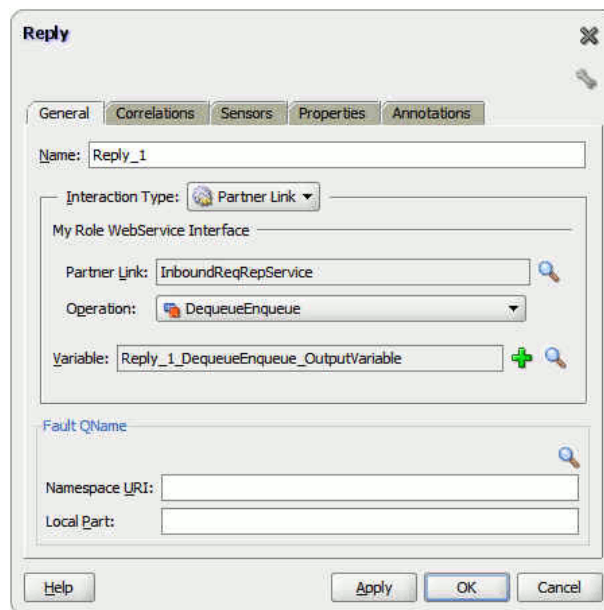 Reply
General Correlations Sensors Properties Annotations
Name: Reply_1
Interaction Type: Partner Link
My Role WebService Interface
Partner Link: InboundReqRepService
Operation: DequeueEnqueue
Variable: Reply_1_DequeueEnqueue_OutputVariable
Fault QName
Namespace URI:
Local Part:
Help Apply OK Cancel